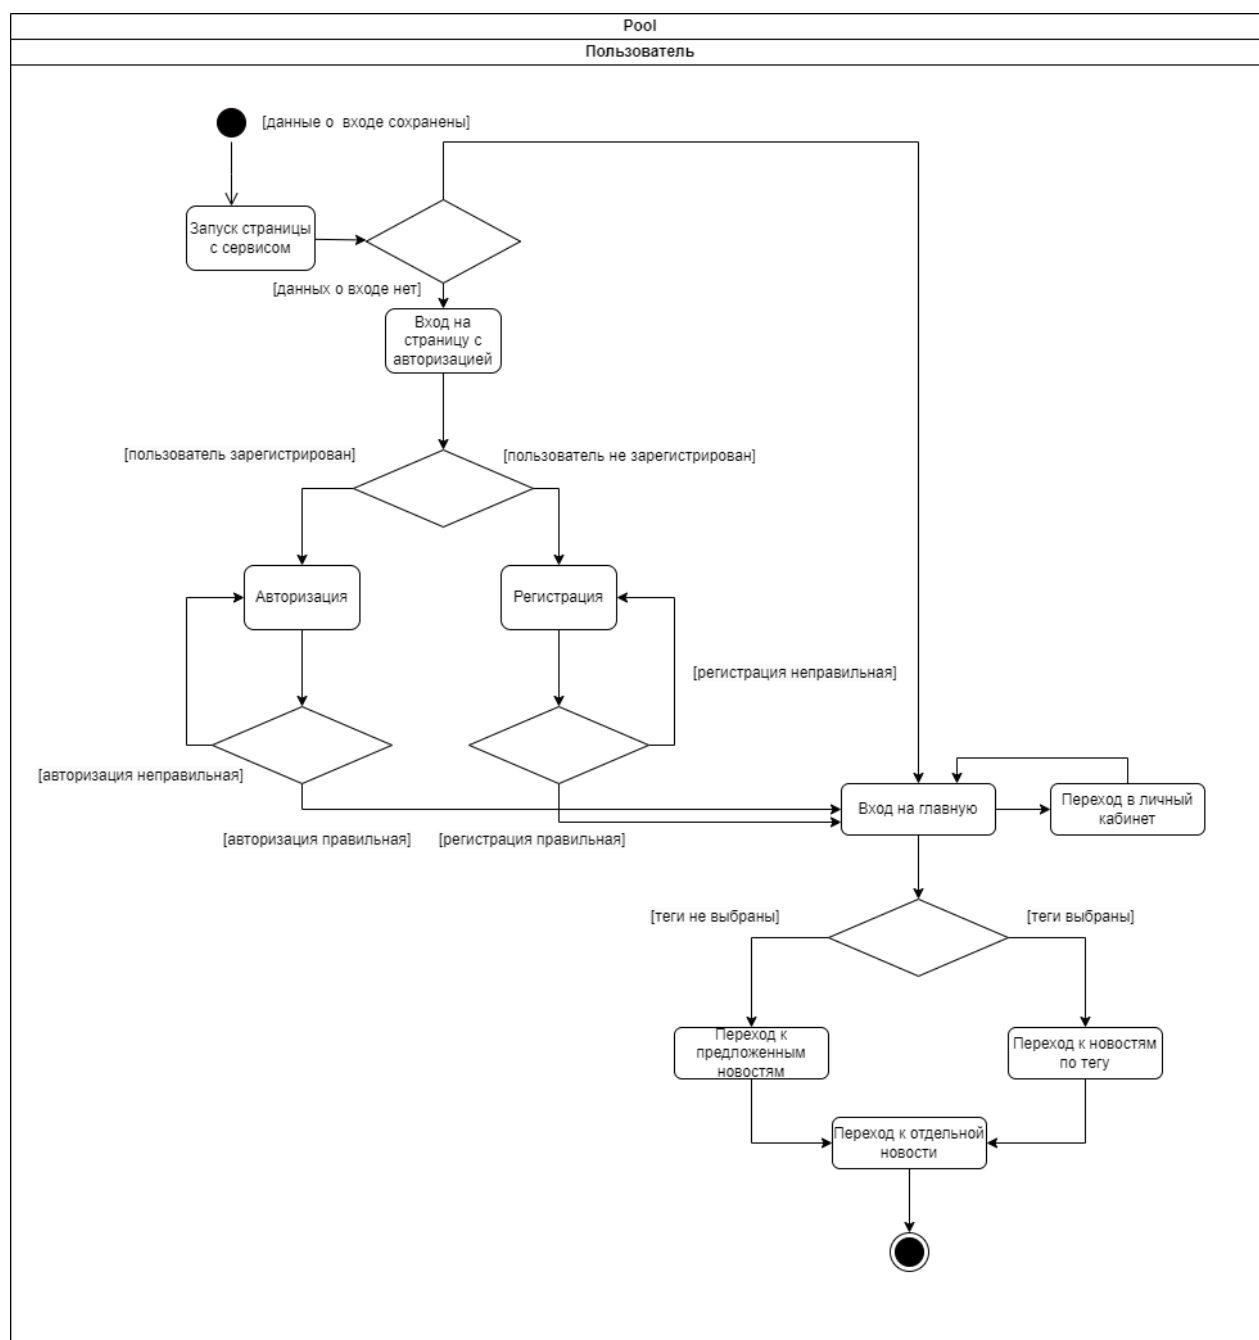 Pool
Пользователь
[данные о  входе сохранены]
Запуск страницы
с сервисом
[данных о входе нет]
Вход на
страницу с
авторизацией
[пользователь зарегистрирован]
[пользователь не зарегистрирован]
Авторизация
Регистрация
[регистрация неправильная]
[авторизация неправильная]
Вход на главную
Переход в личный
кабинет
[авторизация правильная]
[регистрация правильная]
[теги не выбраны]
[теги выбраны]
Переход к
предложенным
новостям
Переход к новостям
по тегу
Переход к отдельной
новости